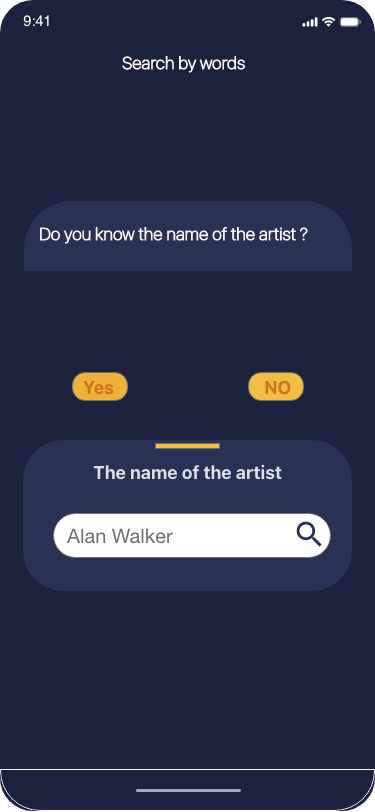 9:41
Search by words
Do you know the name of the artist ?
Yes
NO
The name of the artist
Alan Walker